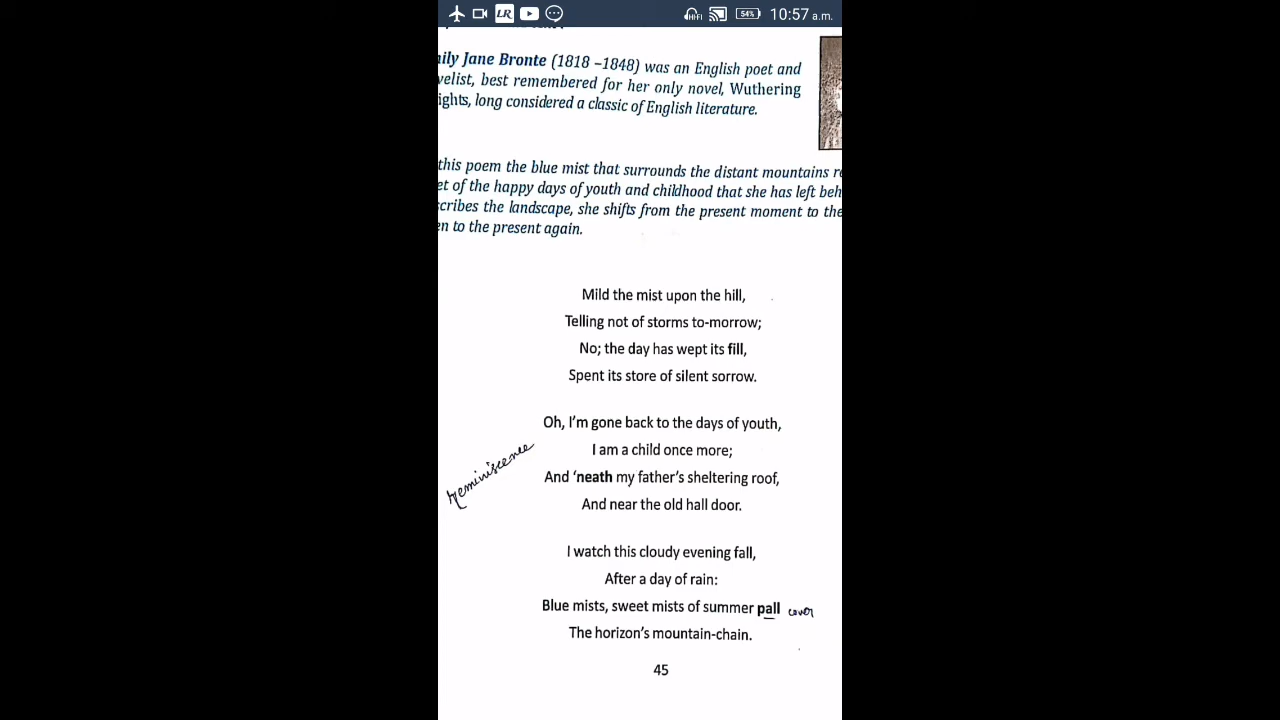 LR 54% 10:57 a.m.
ily Jane Bronte (1818 –1848) was an English poet and
velist, best remembered for her only novel, Wuthering
ights, long considered a classic of English literature.
this poem the blue mist that surrounds the distant mountains re
et of the happy days of youth and childhood that she has left beh
scribes the landscape, she shifts from the present moment to the
en to the present again.
Mild the mist upon the hill,
Telling not of storms to-morrow;
No; the day has wept its fill,
Spent its store of silent sorrow.
Oh, I'm gone back to the days of youth,
I am a child once more;
And 'neath my father's sheltering roof,
And near the old hall door.
reminiscence
I watch this cloudy evening fall,
After a day of rain:
Blue mists, sweet mists of summer pall cover
The horizon's mountain-chain.
45